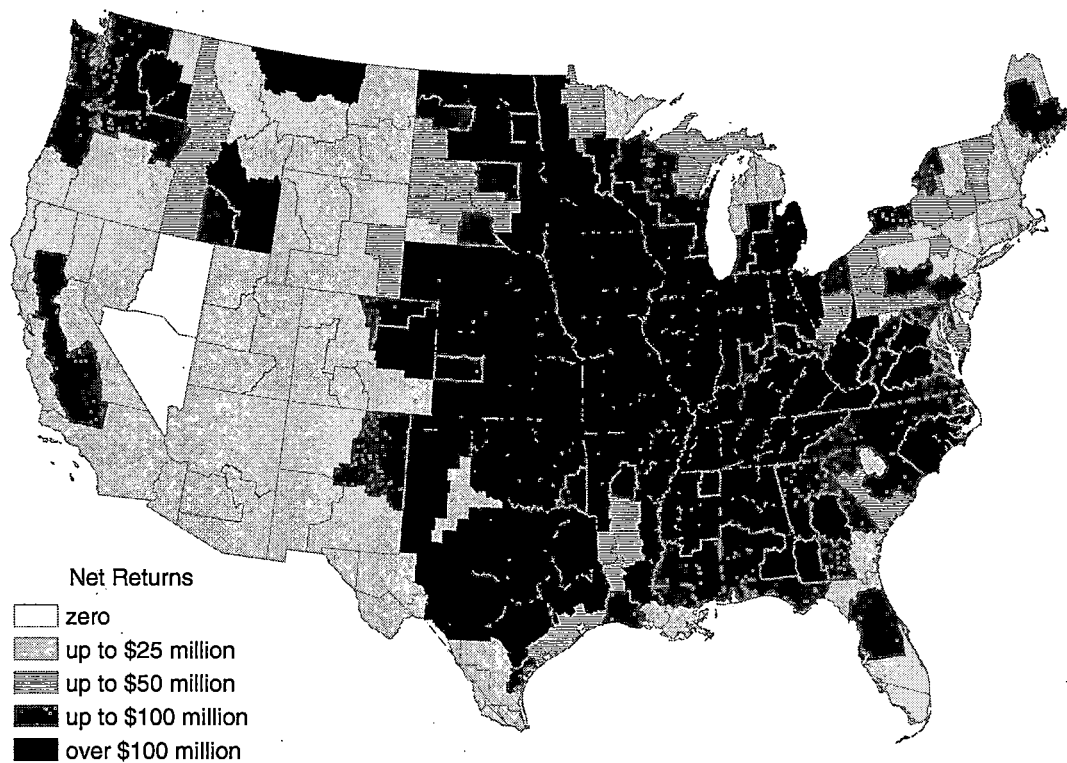 Net Returns
zero
up to $25 million
up to $50 million
up to $100 million
over $100 million